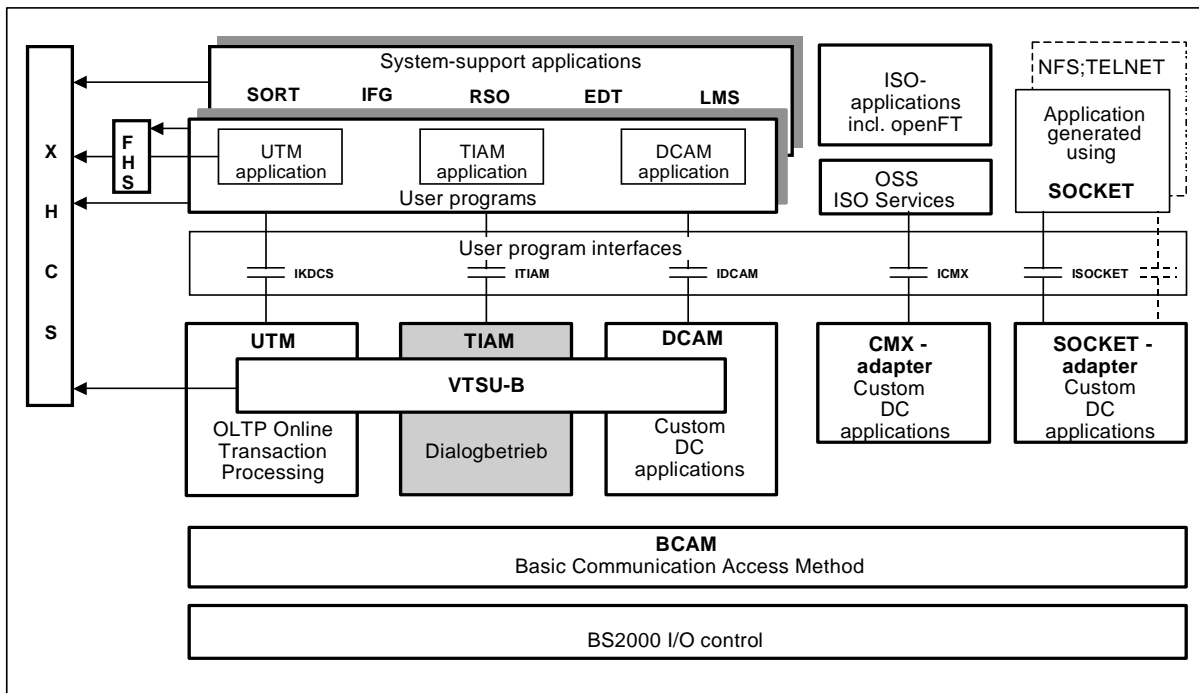 System-support applications
SORT IFG RSO EDT LMS
ISO-
applications
incl. openFT
NFS;TELNET
Application
generated
using
SOCKET
X
H
C
S
F
H
S
UTM
application
TIAM
application
DCAM
application
User programs
OSS
ISO Services
User program interfaces
IKDCS ITIAM IDCAM ICMX ISOCKET
UTM
TIAM
DCAM
VTSU-B
OLTP Online
Transaction
Processing
Dialogbetrieb
Custom
DC
applications
CMX -
adapter
Custom
DC
applications
SOCKET -
adapter
Custom
DC
applications
BCAM
Basic Communication Access Method
BS2000 I/O control